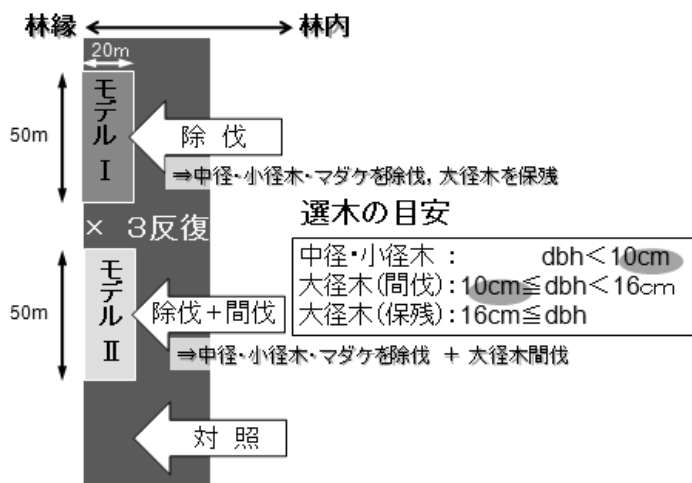 林縁 林内
20m
50m
モデルⅠ
除 伐
⇒中径・小径木・マダケを除伐,大径木を保残
× 3反復
選木の目安
中径・小径木: dbh<10cm
大径木(間伐):10cm≦dbh<16cm
大径木(保残):16cm≦dbh
50m
モデルⅡ
除伐+間伐
⇒中径・小径木・マダケを除伐 + 大径木間伐
対 照